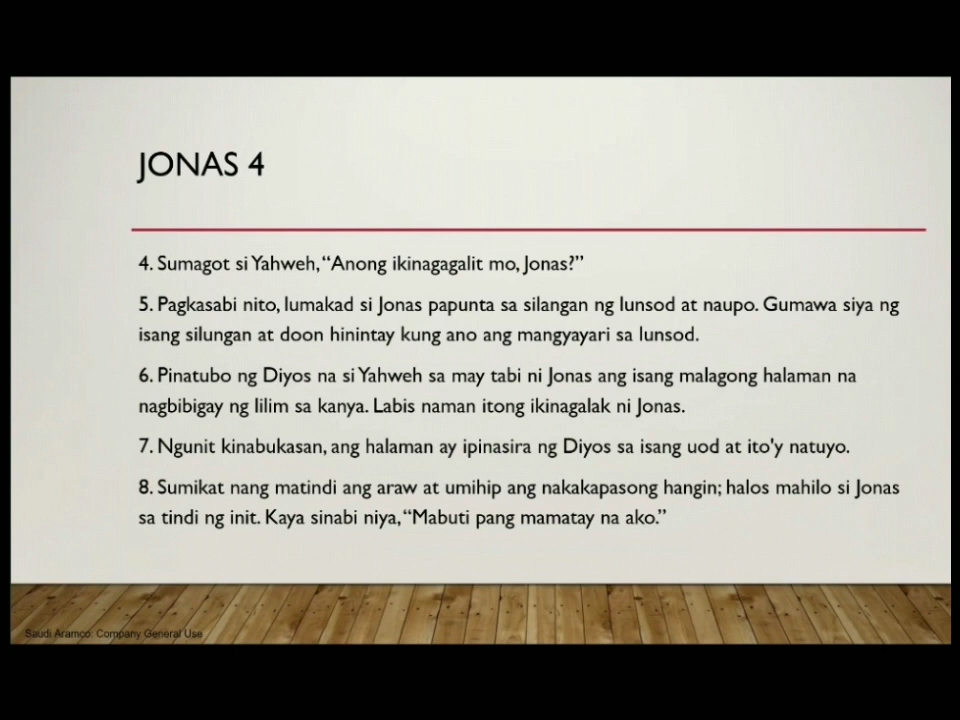 JONAS 4
4. Sumagot si Yahweh, “Anong ikinagagalit mo, Jonas?”
5. Pagkasabi nito, lumakad si Jonas papunta sa silangan ng lunsod at naupo. Gumawa siya ng
isang silungan at doon hinintay kung ano ang mangyayari sa lunsod.
6. Pinatubo ng Diyos na si Yahweh sa may tabi ni Jonas ang isang malagong halaman na
nagbibigay ng lilim sa kanya. Labis naman itong ikinagalak ni Jonas.
7. Ngunit kinabukasan, ang halaman ay ipinasira ng Diyos sa isang uod at ito'y natuyo.
8. Sumikat nang matindi ang araw at umihip ang nakakapasong hangin; halos mahilo si Jonas
sa tindi ng init. Kaya sinabi niya, “Mabuti pang mamatay na ako.”
Saudi Aramco: Company General Use